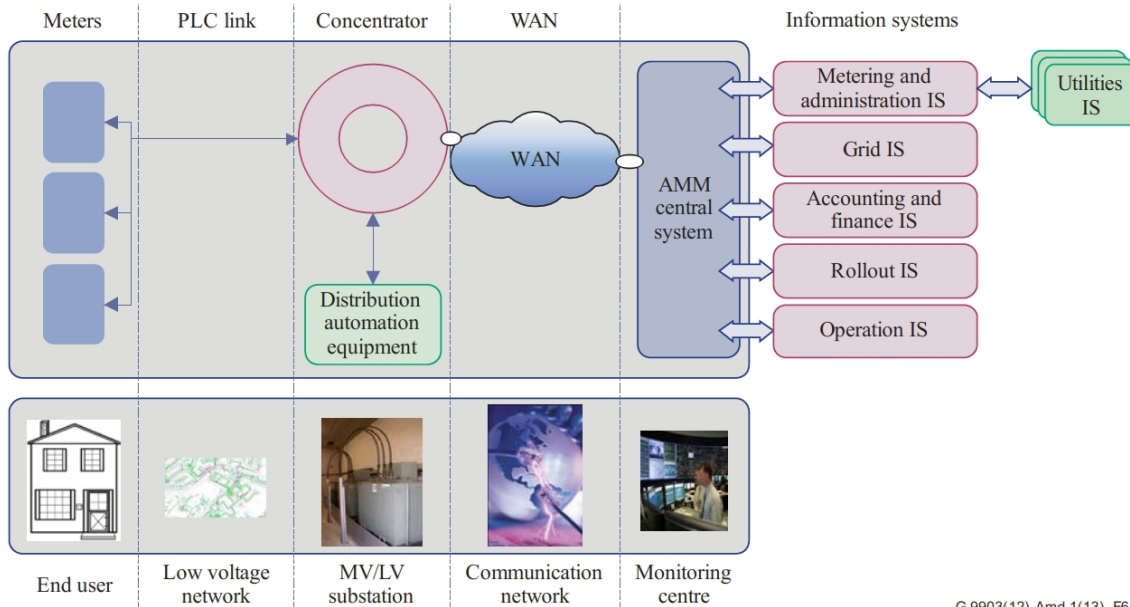 Meters
PLC link
Concentrator
WAN
Information systems
Metering and
administration IS
Utilities
IS
WAN
Grid IS
AMM
central
system
Accounting and
finance IS
Rollout IS
Distribution
automation
equipment
Operation IS
End user
Low voltage
network
MV/LV
substation
Communication
network
Monitoring
centre
G.9903(12)-Amd.1(13)_F6